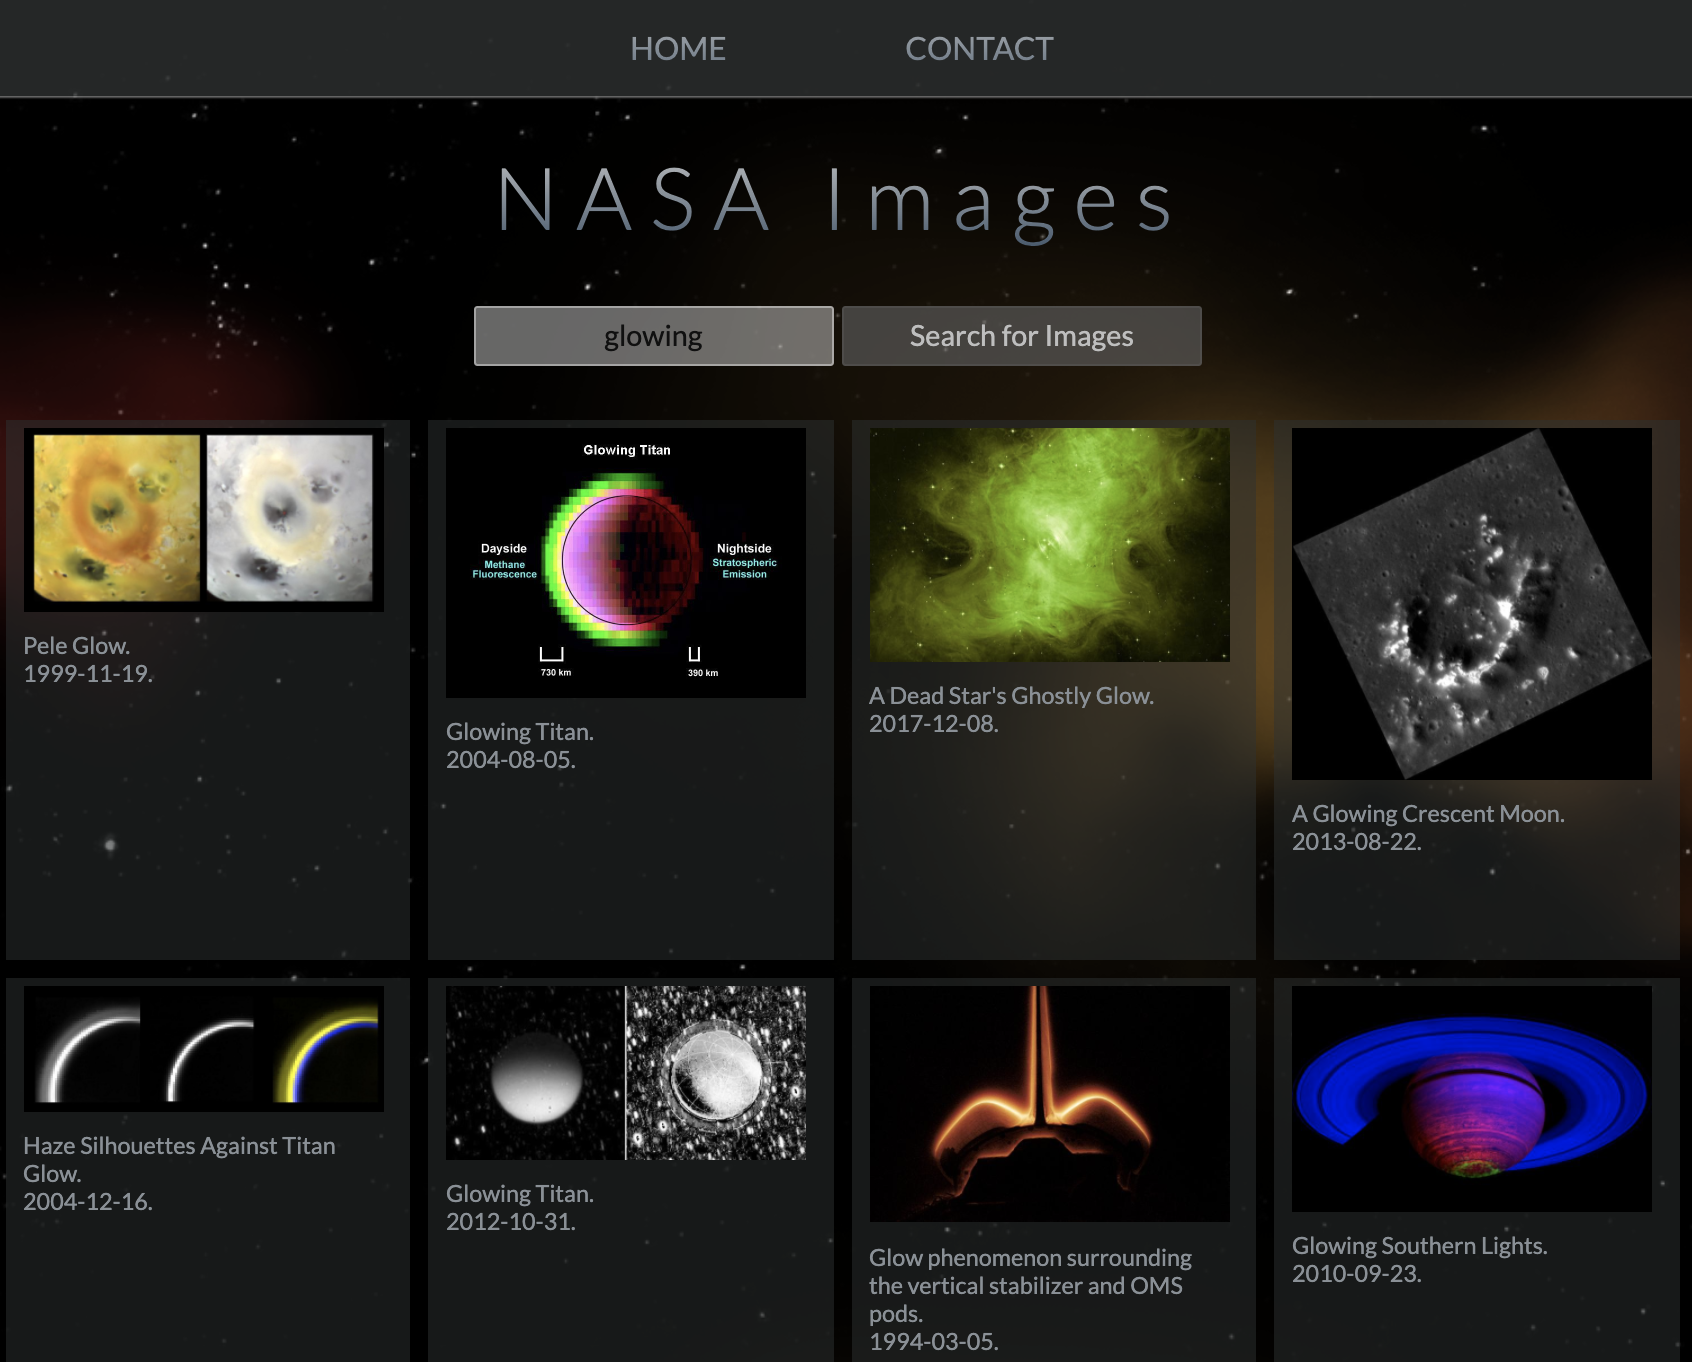 HOME
CONTACT
NASA Images
glowing
Search for Images
Pele Glow.
1999-11-19.
Glowing Titan
Dayside
Methane
Fluorescence
Nightside
Stratospheric
Emission
730 km
390 km
Glowing Titan.
2004-08-05.
A Dead Star's Ghostly Glow.
2017-12-08.
A Glowing Crescent Moon.
2013-08-22.
Haze Silhouettes Against Titan
Glow.
2004-12-16.
Glowing Titan.
2012-10-31.
Glow phenomenon surrounding
the vertical stabilizer and OMS
pods.
1994-03-05.
Glowing Southern Lights.
2010-09-23.